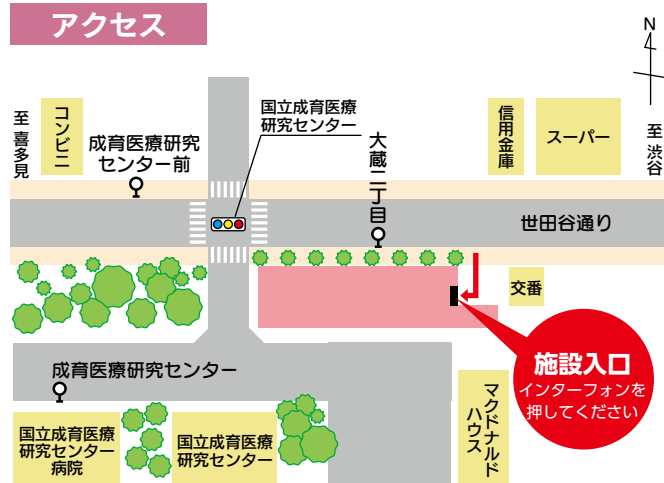 アクセス
N
至 喜多見
コンビニ
成育医療研究
センター前
国立成育医療
研究センター
大蔵二丁目
信用金庫
スーパー
至 渋谷
世田谷通り
交番
施設入口
インターフォンを
押してください
成育医療研究センター
マクドナルド
ハウス
国立成育医療
研究センター
病院
国立成育医療
研究センター